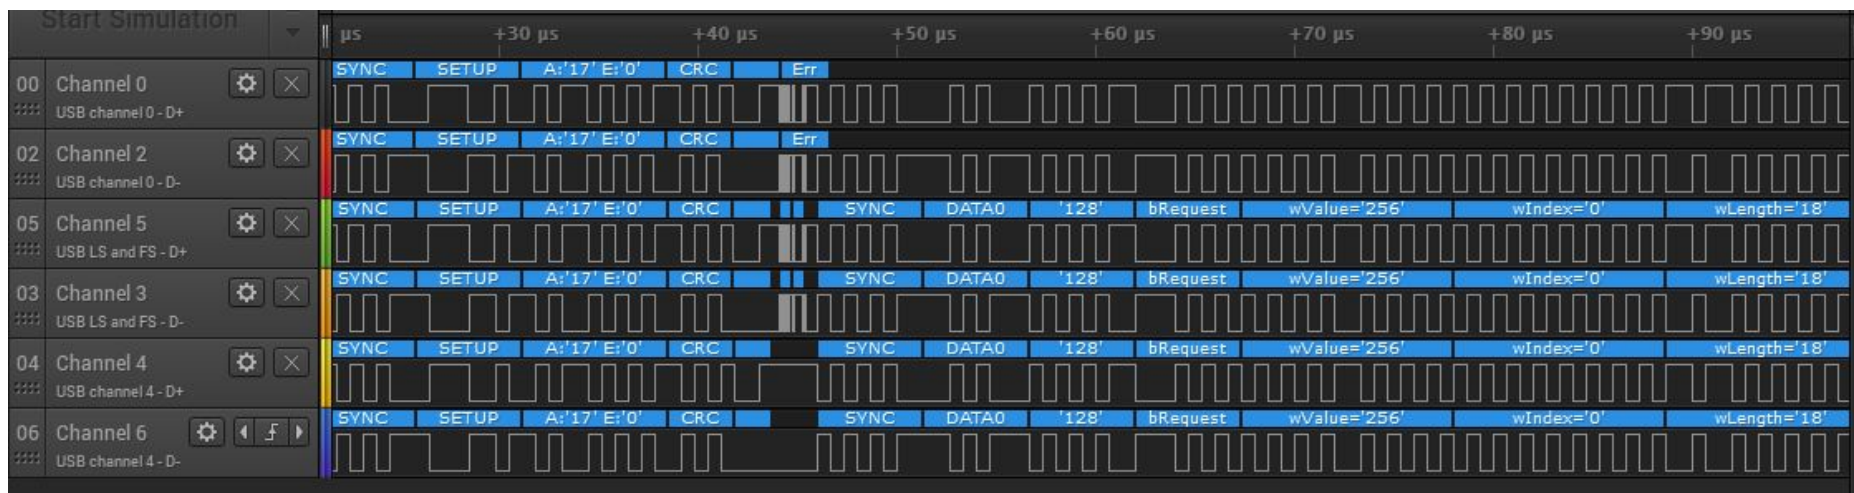 Start Simulation
µs +30 µs +40 µs +50 µs +60 µs +70 µs +80 µs +90 µs
SYNC SETUP A:'17' E:'0' CRC Err
00 Channel 0
USB channel 0 - D+
SYNC SETUP A:'17' E:'0' CRC Err
02 Channel 2
USB channel 0 - D-
SYNC SETUP A:'17' E:'0' CRC SYNC DATA0 '128' bRequest wValue='256' wIndex='0' wLength='18'
05 Channel 5
USB LS and FS - D+
SYNC SETUP A:'17' E:'0' CRC SYNC DATA0 '128' bRequest wValue='256' wIndex='0' wLength='18'
03 Channel 3
USB LS and FS - D-
SYNC SETUP A:'17' E:'0' CRC SYNC DATA0 '128' bRequest wValue='256' wIndex='0' wLength='18'
04 Channel 4
USB channel 4 - D+
SYNC SETUP A:'17' E:'0' CRC SYNC DATA0 '128' bRequest wValue='256' wIndex='0' wLength='18'
06 Channel 6
USB channel 4 - D-